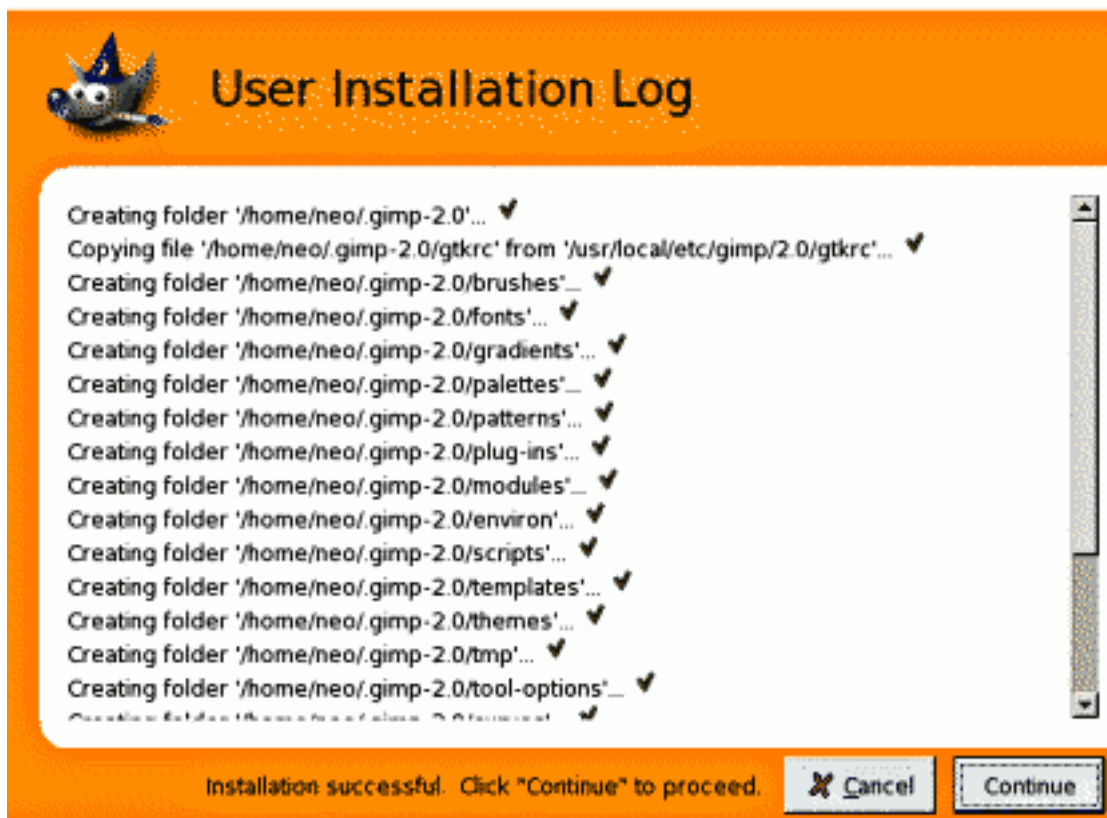 User Installation Log
Creating folder '/home/neo/.gimp-2.0'...
Copying file '/home/neo/.gimp-2.0/gtkrc' from '/usr/local/etc/gimp/2.0/gtkrc'...
Creating folder '/home/neo/.gimp-2.0/brushes'...
Creating folder '/home/neo/.gimp-2.0/fonts'...
Creating folder '/home/neo/.gimp-2.0/gradients'...
Creating folder '/home/neo/.gimp-2.0/palettes'...
Creating folder '/home/neo/.gimp-2.0/patterns'...
Creating folder '/home/neo/.gimp-2.0/plug-ins'...
Creating folder '/home/neo/.gimp-2.0/modules'...
Creating folder '/home/neo/.gimp-2.0/environ'...
Creating folder '/home/neo/.gimp-2.0/scripts'...
Creating folder '/home/neo/.gimp-2.0/templates'...
Creating folder '/home/neo/.gimp-2.0/themes'...
Creating folder '/home/neo/.gimp-2.0/tmp'...
Creating folder '/home/neo/.gimp-2.0/tool-options'...
Creating folder
Installation successful. Click "Continue" to proceed.
Cancel
Continue